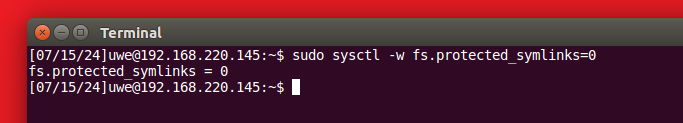 Terminal
[07/15/24]uwe@192.168.220.145:~$ sudo sysctl -w fs.protected_symlinks=0
fs.protected_symlinks = 0
[07/15/24]uwe@192.168.220.145:~$